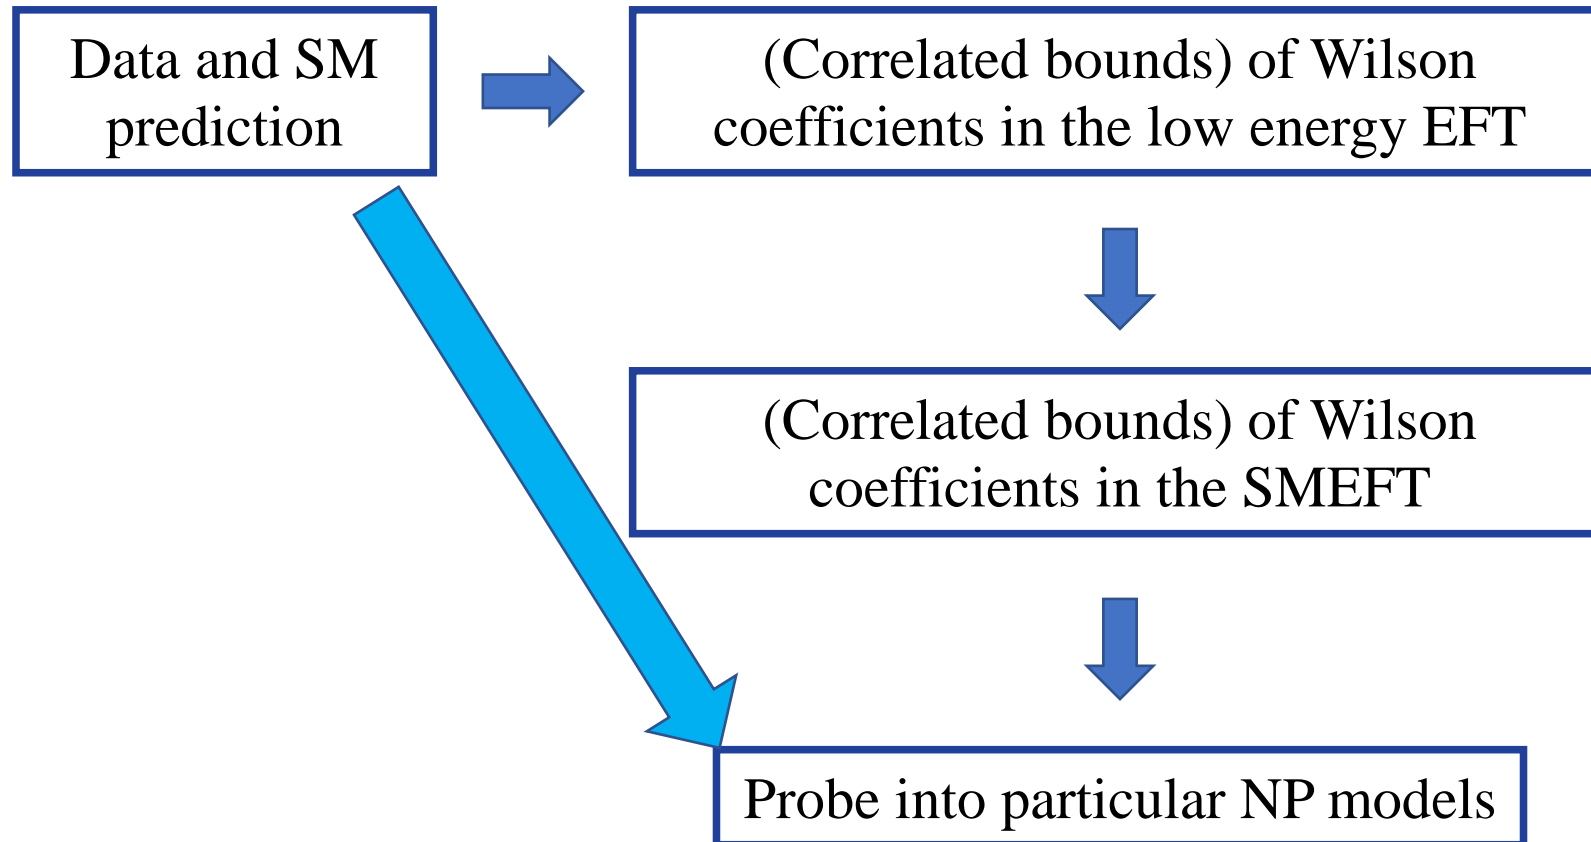 Data and SM
prediction
(Correlated bounds) of Wilson
coefficients in the low energy EFT
(Correlated bounds) of Wilson
coefficients in the SMEFT
Probe into particular NP models